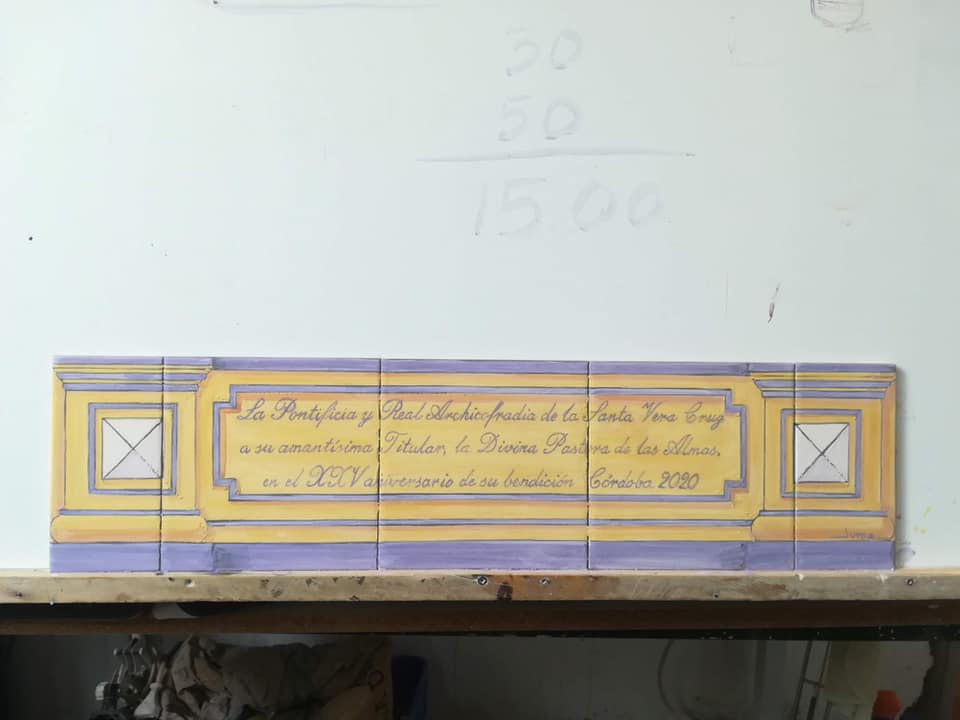 50
50
15.00
La Pontificia y Real Archicofradia de la Santa Vera Cruz
a su amantísima Titular, la Divina Pastora de las Almas,
en el XXV aniversario de su bendición Córdoba 2020